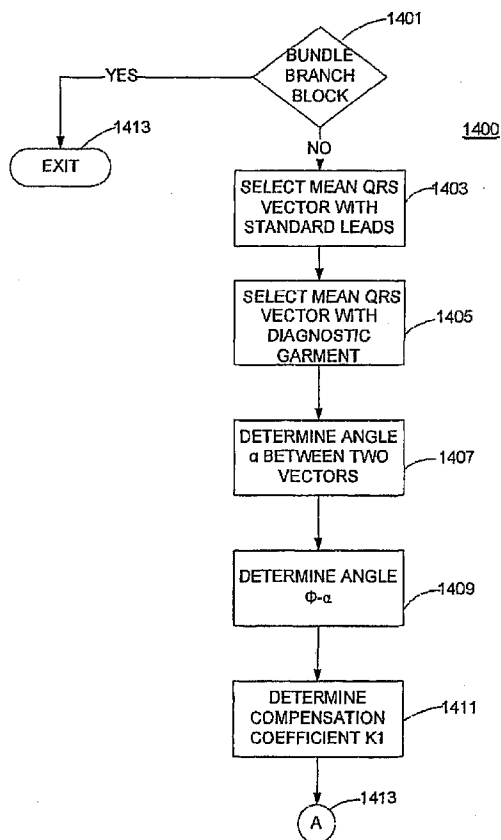 1401
BUNDLE
BRANCH
BLOCK
YES
1413
EXIT
1400
NO
SELECT MEAN QRS
VECTOR WITH
STANDARD LEADS
1403
SELECT MEAN QRS
VECTOR WITH
DIAGNOSTIC
GARMENT
1405
DETERMINE ANGLE
α BETWEEN TWO
VECTORS
1407
DETERMINE ANGLE
Φ-α
1409
DETERMINE
COMPENSATION
COEFFICIENT K1
1411
1413
A